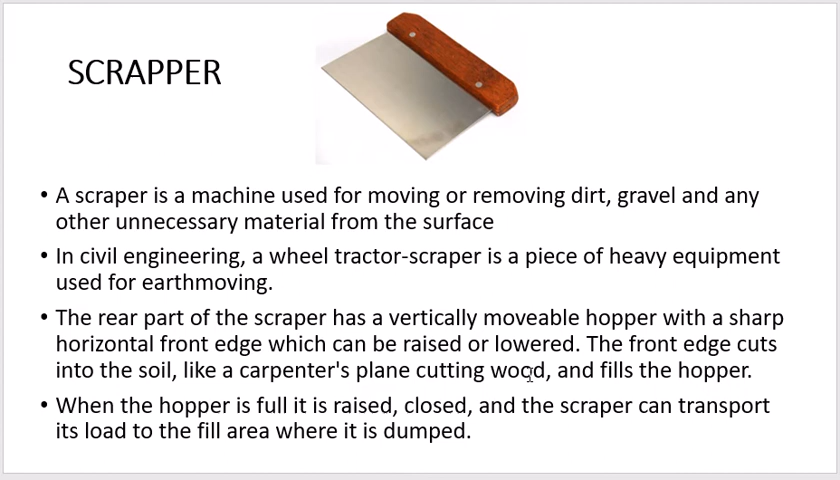 SCRAPPER
• A scraper is a machine used for moving or removing dirt, gravel and any
other unnecessary material from the surface
• In civil engineering, a wheel tractor-scraper is a piece of heavy equipment
used for earthmoving.
• The rear part of the scraper has a vertically moveable hopper with a sharp
horizontal front edge which can be raised or lowered. The front edge cuts
into the soil, like a carpenter's plane cutting wood, and fills the hopper.
• When the hopper is full it is raised, closed, and the scraper can transport
its load to the fill area where it is dumped.